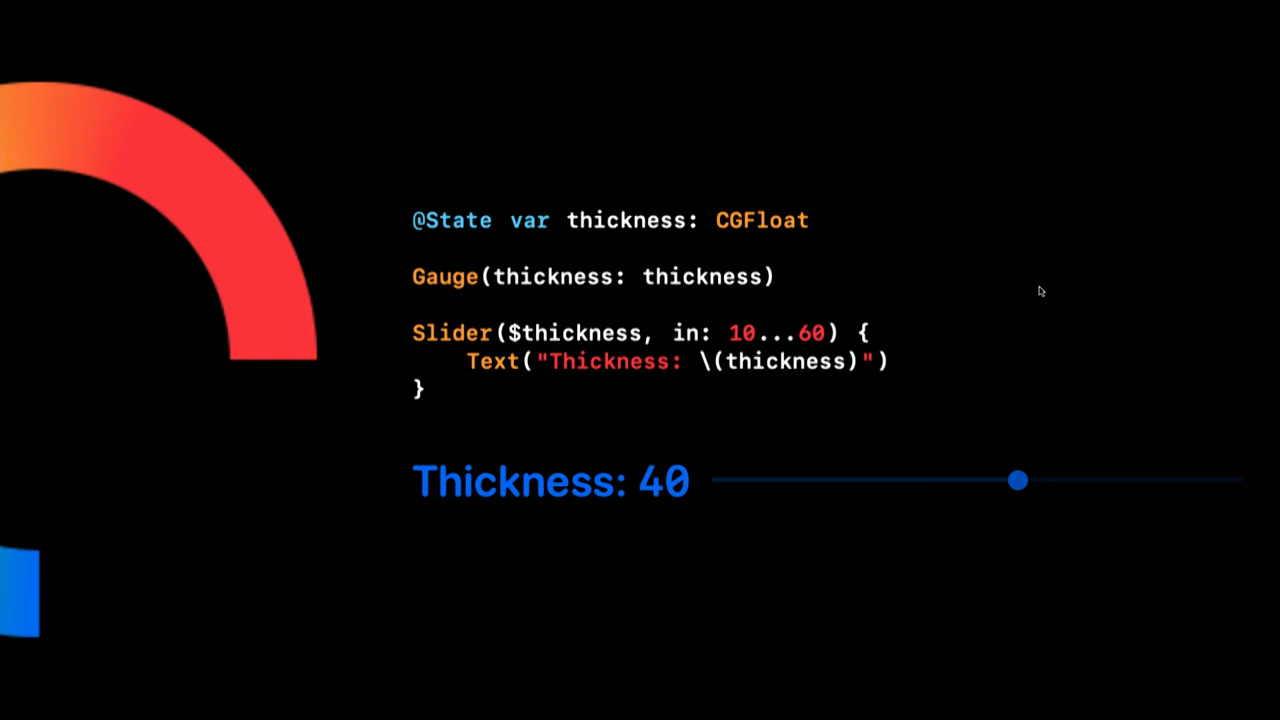 @State var thickness: CGFloat
Gauge(thickness: thickness)
Slider($thickness, in: 10...60) {
Text("Thickness: \(thickness)")
}
Thickness: 40